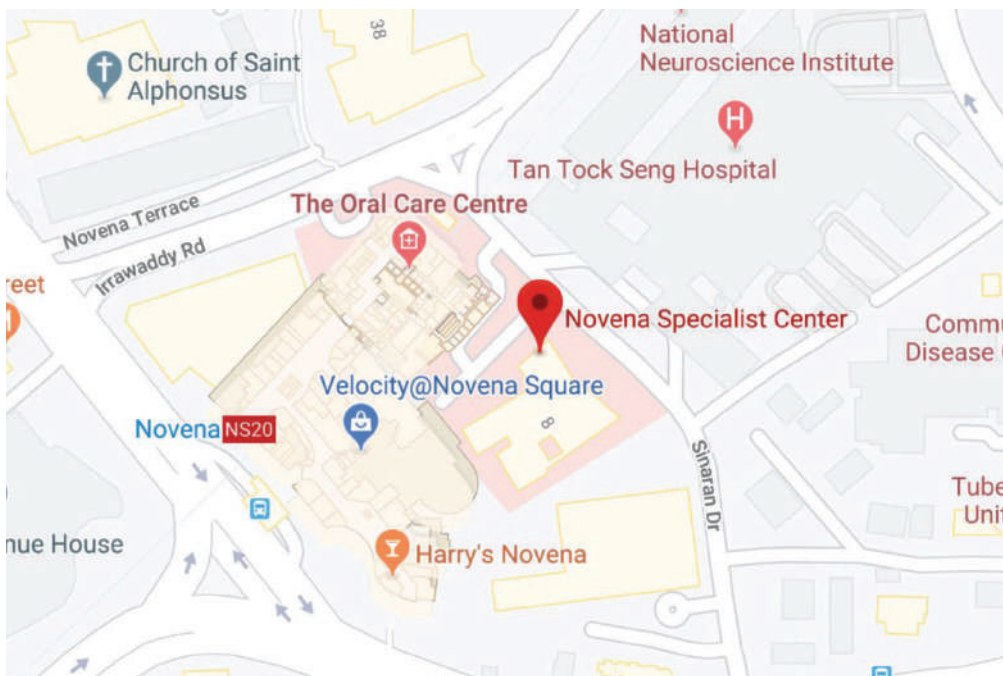 Church of Saint
Alphonsus
38
National
Neuroscience Institute
Tan Tock Seng Hospital
Novena Terrace
Irrawaddy Rd
The Oral Care Centre
reet
Novena Specialist Center
Commu
Disease
Velocity@Novena Square
Novena NS20
8
Sinaran Dr
Tube
Unit
nue House
Harry's Novena
H